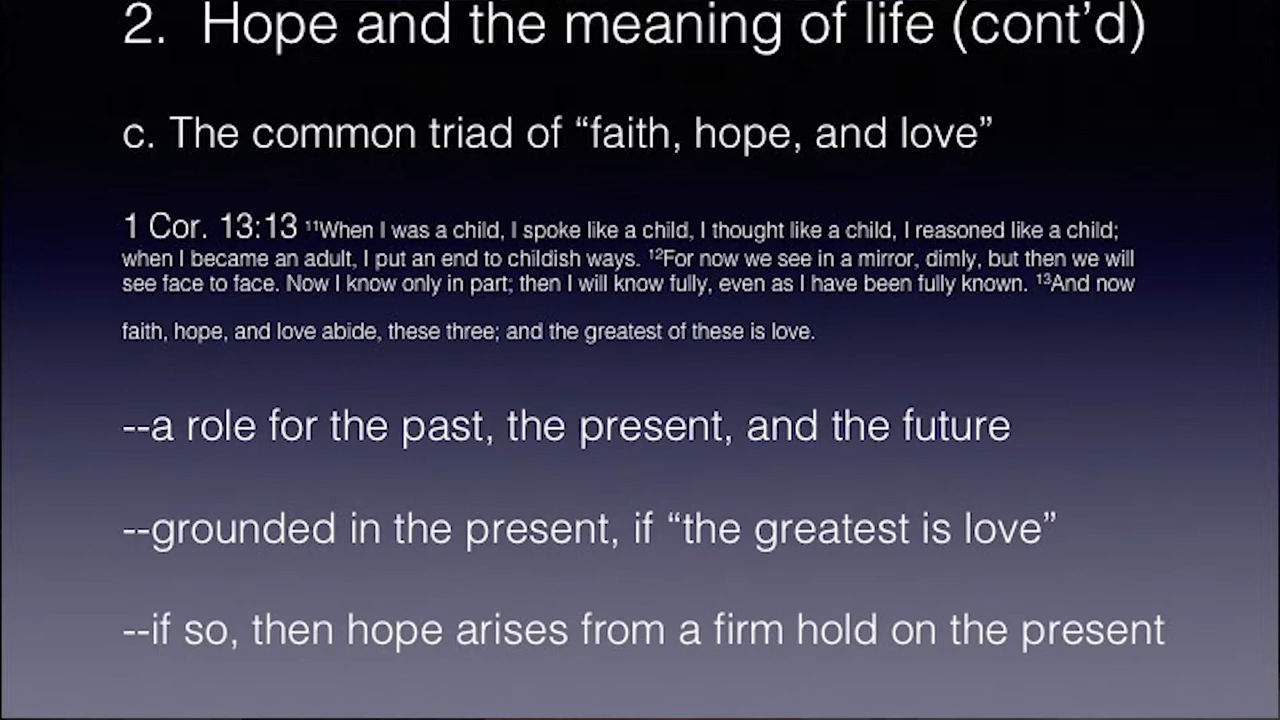 2. Hope and the meaning of life (cont’d)
c. The common triad of “faith, hope, and love”
1 Cor. 13:13 ¹¹When I was a child, I spoke like a child, I thought like a child, I reasoned like a child;
when I became an adult, I put an end to childish ways. ¹²For now we see in a mirror, dimly, but then we will
see face to face. Now I know only in part; then I will know fully, even as I have been fully known. ¹³And now
faith, hope, and love abide, these three; and the greatest of these is love.
--a role for the past, the present, and the future
--grounded in the present, if “the greatest is love”
--if so, then hope arises from a firm hold on the present